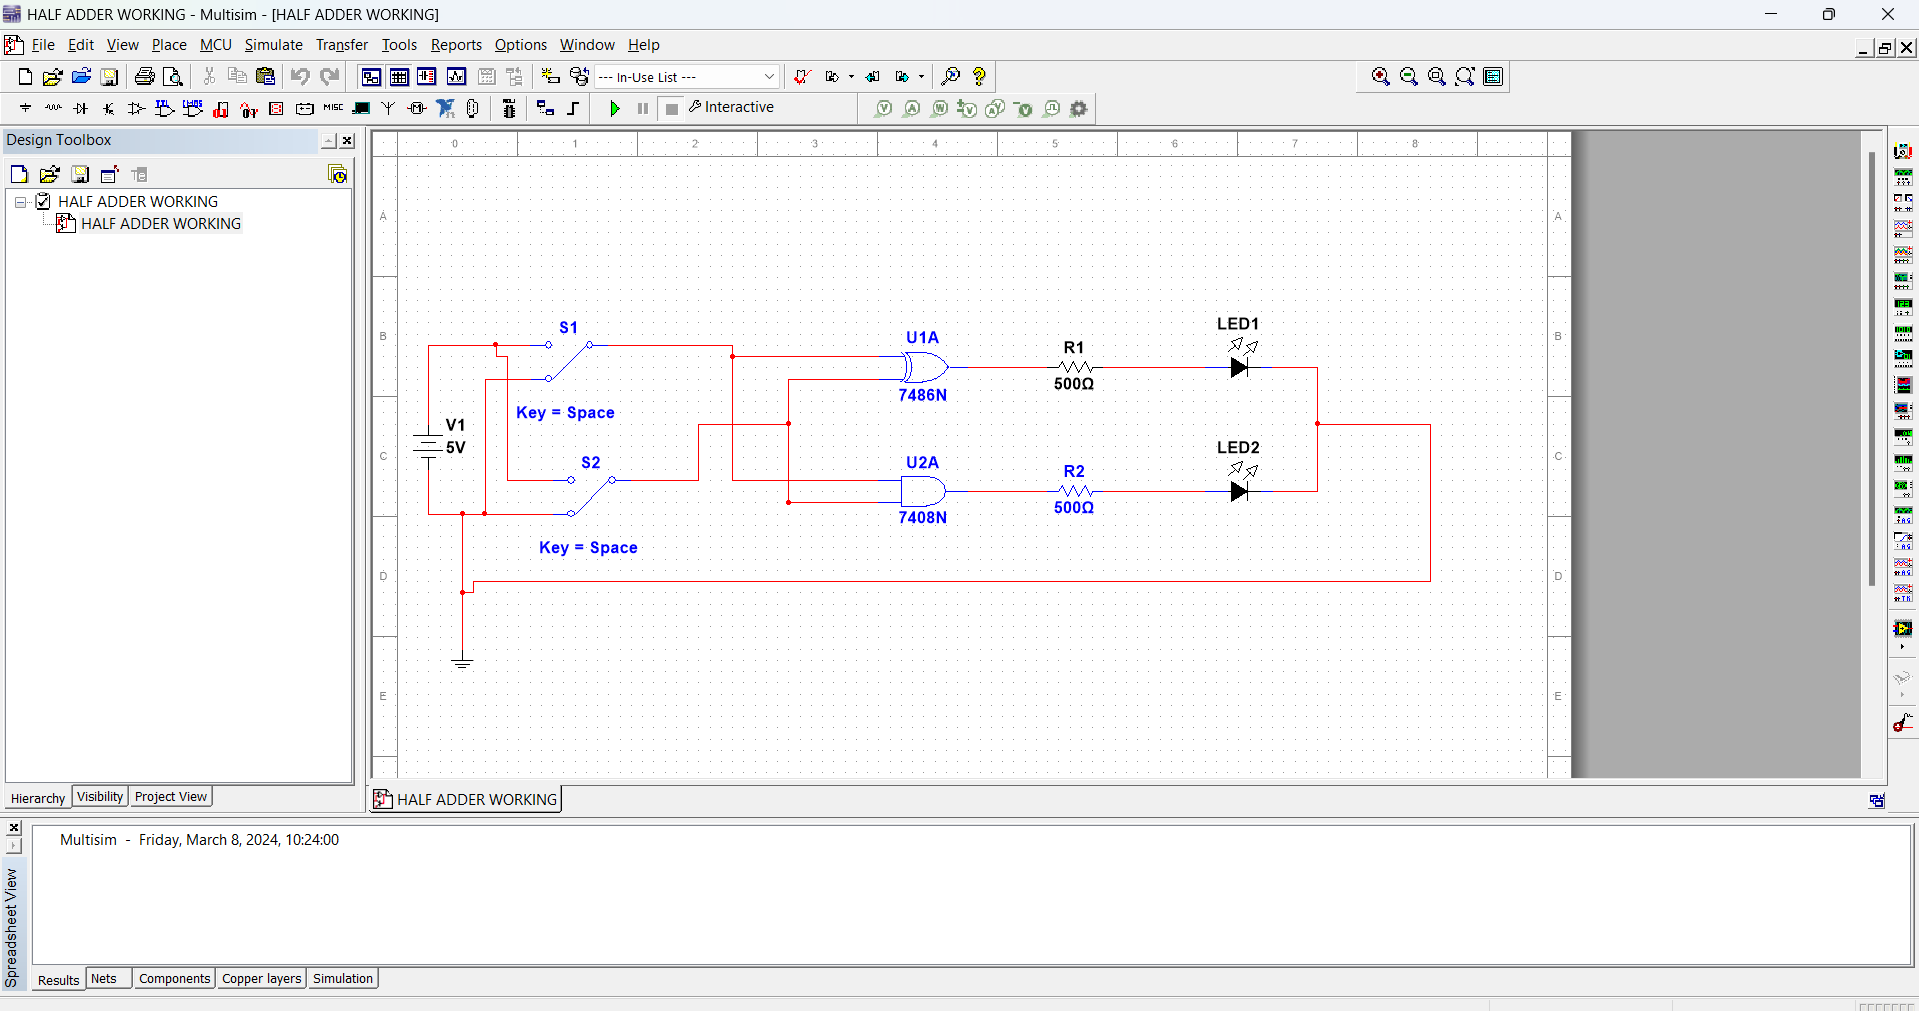 HALF ADDER WORKING - Multisim - [HALF ADDER WORKING]
File Edit View Place MCU Simulate Transfer Tools Reports Options Window Help
--- In-Use List ---
Interactive
Design Toolbox
HALF ADDER WORKING
HALF ADDER WORKING
0 1 2 3 4 5 6 7 8
A A
B B
C C
D D
E E
S1
Key = Space
V1
5V
S2
Key = Space
U1A
7486N
U2A
7408N
R1
500Ω
R2
500Ω
LED1
LED2
Hierarchy Visibility Project View
HALF ADDER WORKING
Multisim - Friday, March 8, 2024, 10:24:00
Spreadsheet View
Results Nets Components Copper layers Simulation